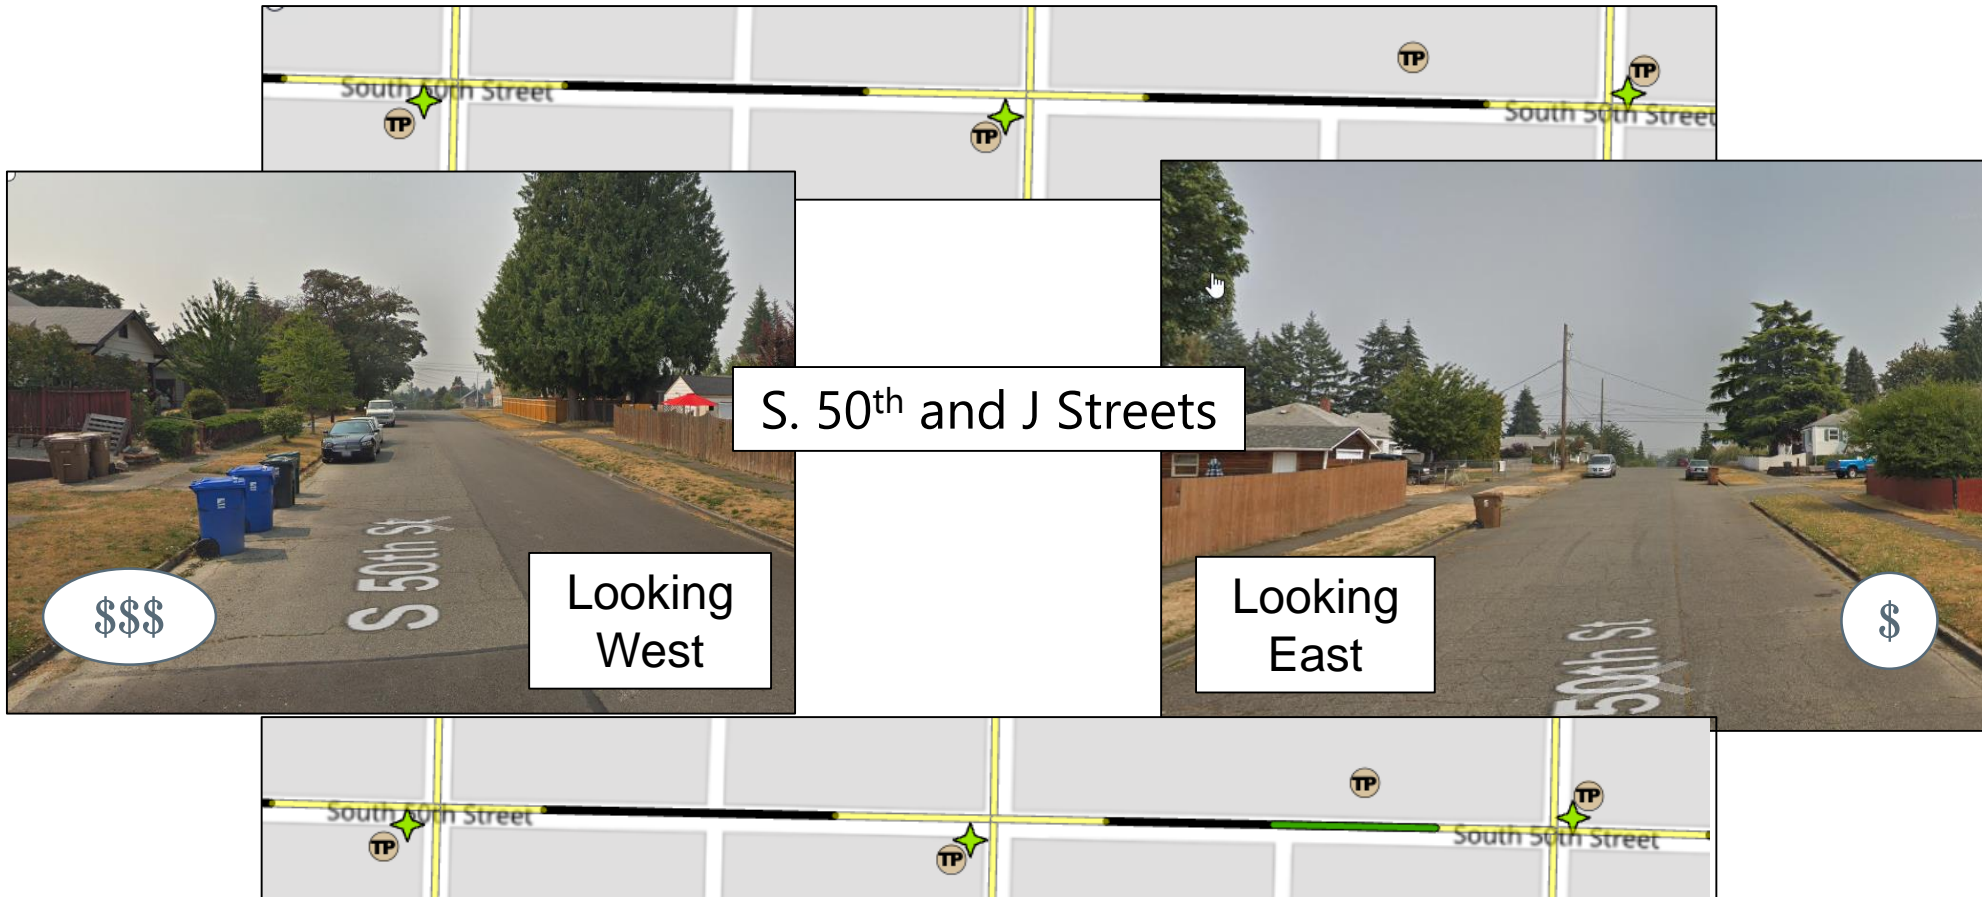 TP
TP
South 50th Street
South 50th Street
TP
TP
S. 50th and J Streets
S 50th St
Looking
West
$$$
Looking
East
50th St
$
TP
TP
South 50th Street
South 50th Street
TP
TP